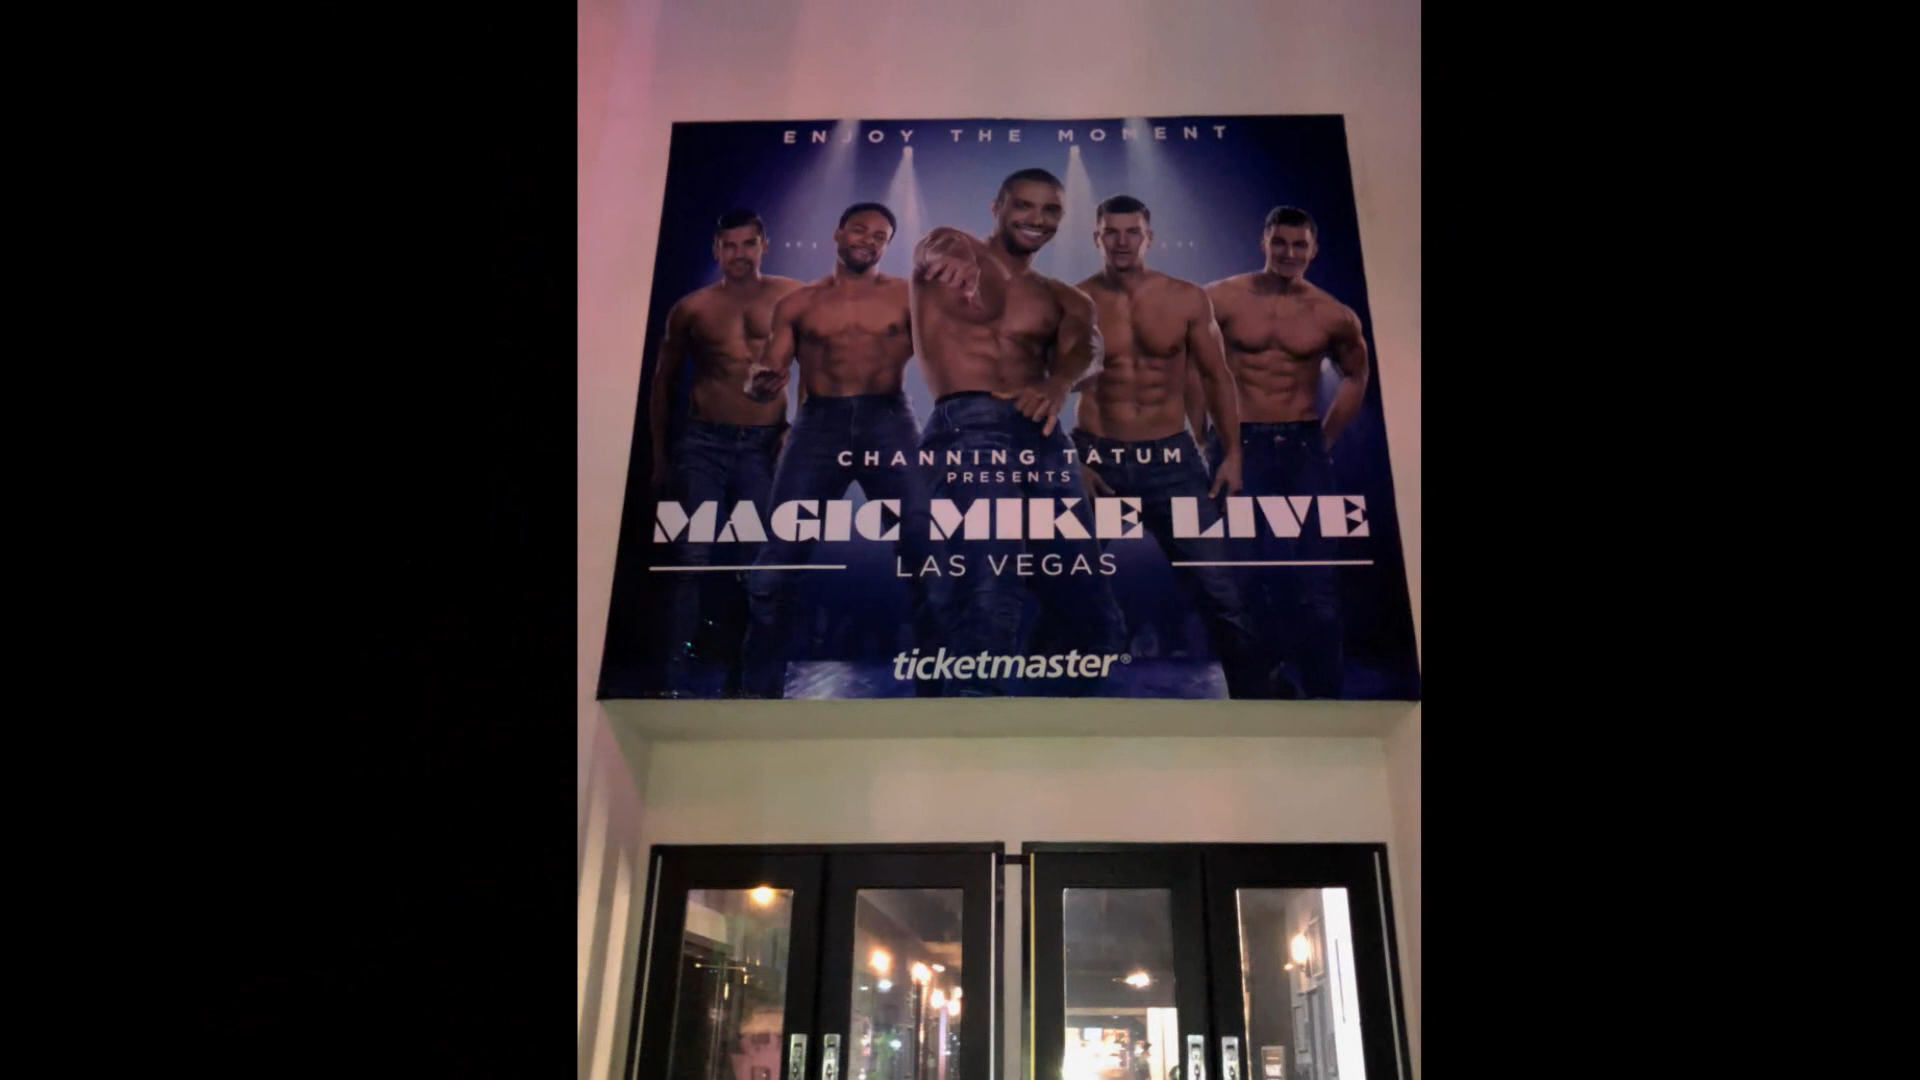 ENJOY THE MOMENT
CHANNING TATUM
PRESENTS
MAGIC MIKE LIVE
LAS VEGAS
ticketmaster®